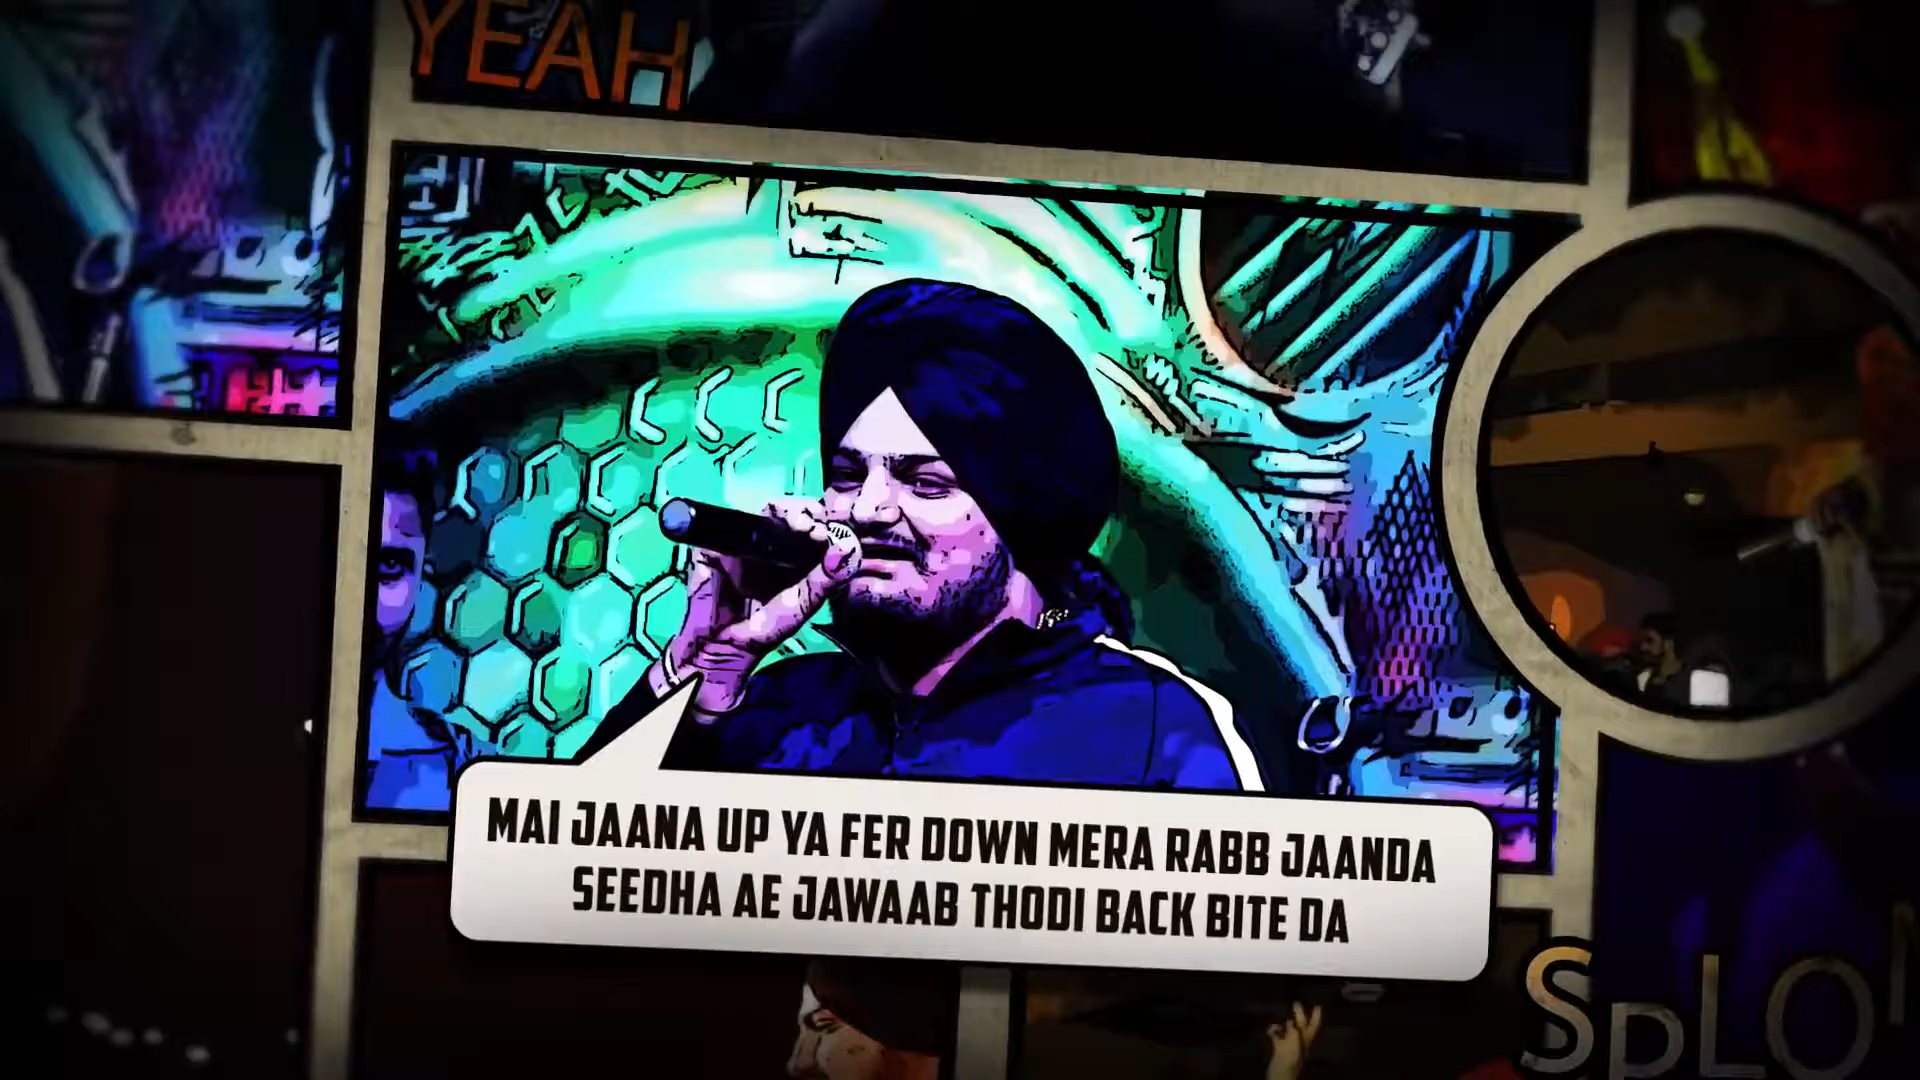 YEAH
MAI JAANA UP YA FER DOWN MERA RABB JAANDA
SEEDHA AE JAWAAB THODI BACK BITE DA